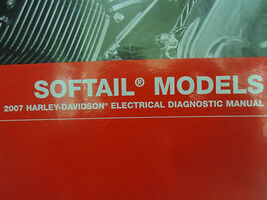 SOFTAIL® MODELS
2007 HARLEY-DAVIDSON® ELECTRICAL DIAGNOSTIC MANUAL